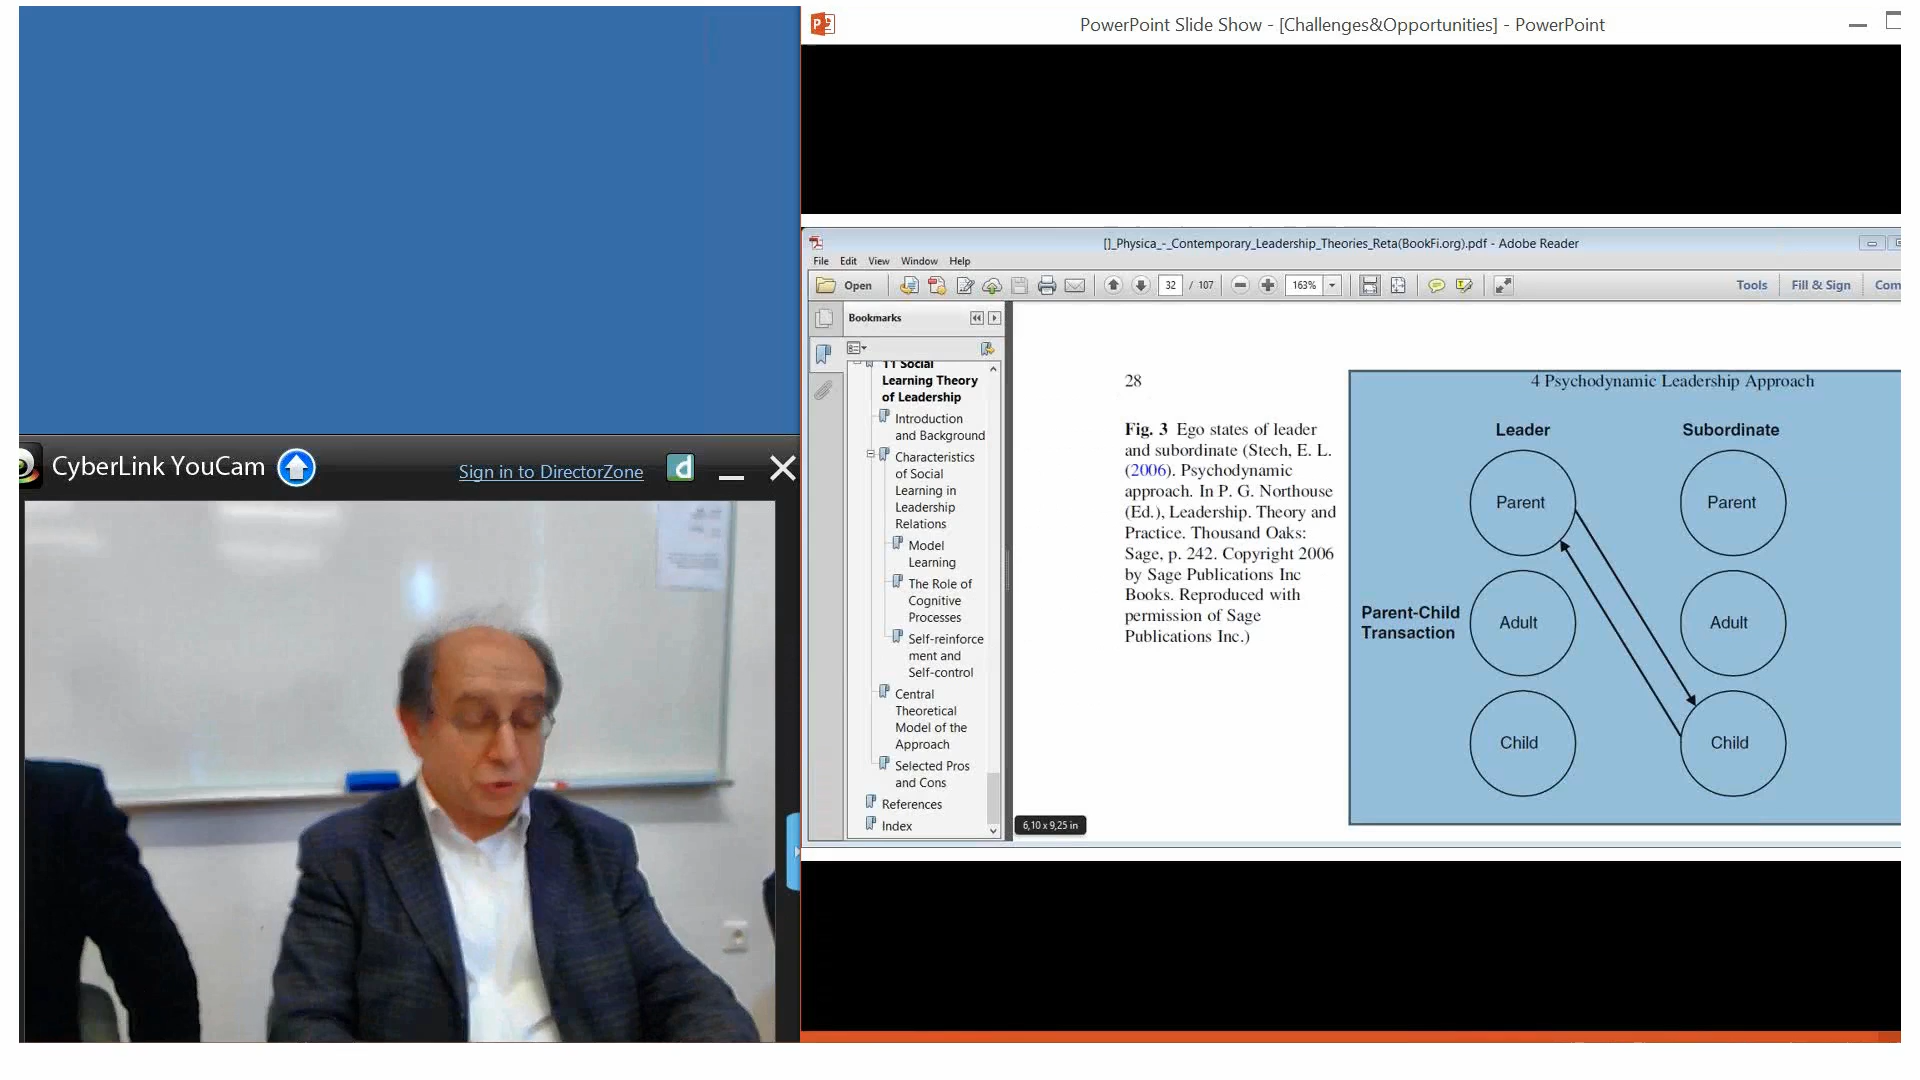 PowerPoint Slide Show - [Challenges&Opportunities] - PowerPoint
CyberLink YouCam
Sign in to DirectorZone
[]_Physica_-_Contemporary_Leadership_Theories_Reta(BookFi.org).pdf - Adobe Reader
File Edit View Window Help
Open
32 / 107
163%
Tools Fill & Sign Com
Bookmarks
11 Social
Learning Theory
of Leadership
Introduction
and Background
Characteristics
of Social
Learning in
Leadership
Relations
Model
Learning
The Role of
Cognitive
Processes
Self-reinforce
ment and
Self-control
Central
Theoretical
Model of the
Approach
Selected Pros
and Cons
References
Index
6,10 x 9,25 in
28
4 Psychodynamic Leadership Approach
Fig. 3 Ego states of leader
and subordinate (Stech, E. L.
(2006). Psychodynamic
approach. In P. G. Northouse
(Ed.), Leadership. Theory and
Practice. Thousand Oaks:
Sage, p. 242. Copyright 2006
by Sage Publications Inc
Books. Reproduced with
permission of Sage
Publications Inc.)
Leader Subordinate
Parent Parent
Parent-Child
Transaction
Adult Adult
Child Child